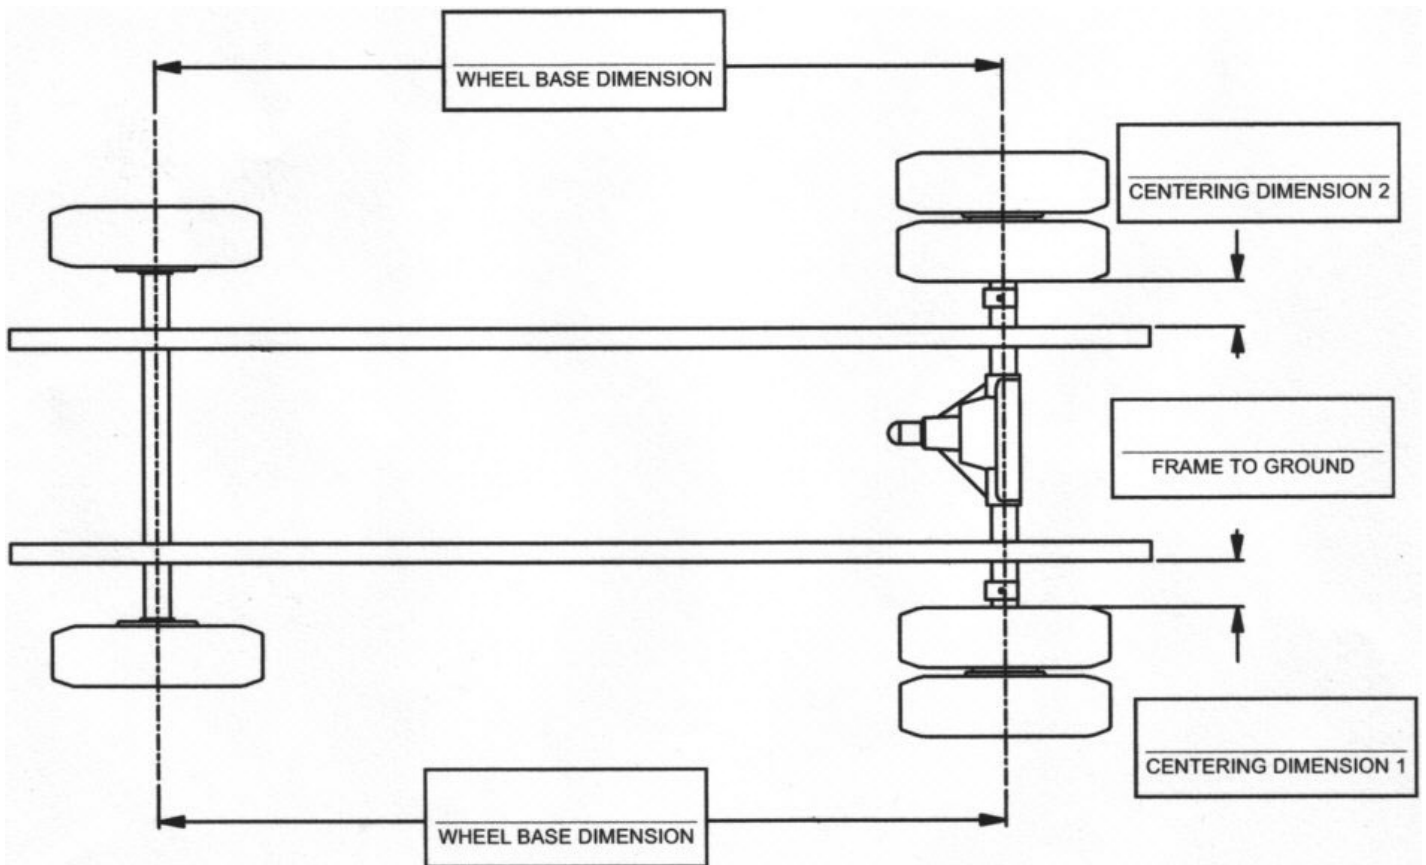 WHEEL BASE DIMENSION
CENTERING DIMENSION 2
FRAME TO GROUND
CENTERING DIMENSION 1
WHEEL BASE DIMENSION